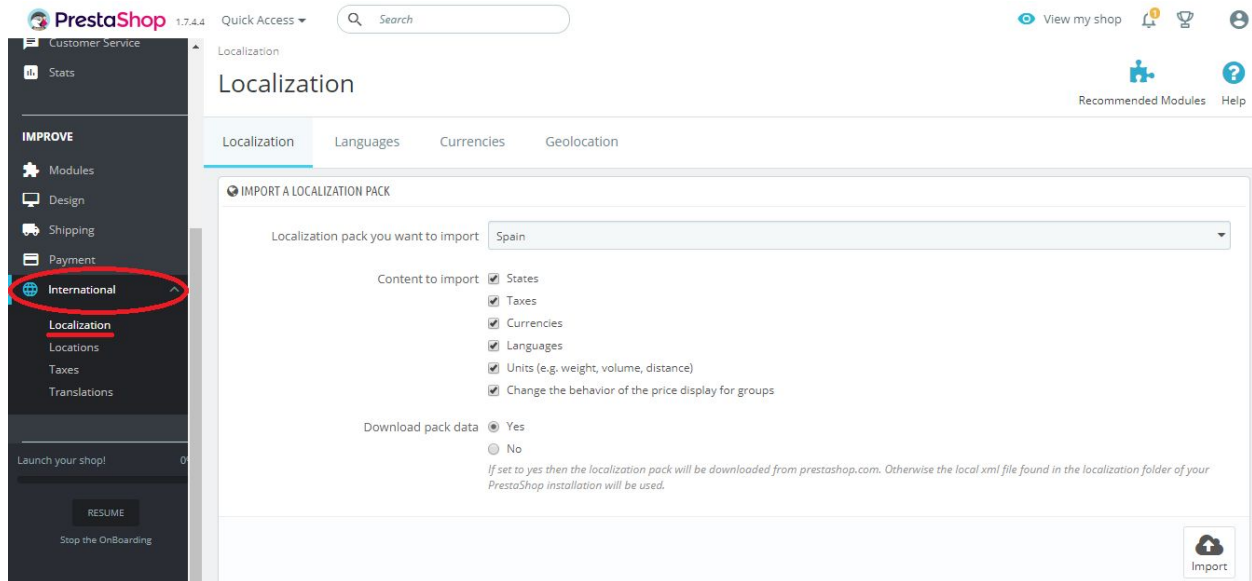 PrestaShop 1.7.4.4 Quick Access Search View my shop 1
Customer Service
Stats
IMPROVE
Modules
Design
Shipping
Payment
International
Localization
Locations
Taxes
Translations
Launch your shop! 0%
RESUME
Stop the OnBoarding
Localization
Localization
Recommended Modules Help
Localization Languages Currencies Geolocation
IMPORT A LOCALIZATION PACK
Localization pack you want to import Spain
Content to import States
Taxes
Currencies
Languages
Units (e.g. weight, volume, distance)
Change the behavior of the price display for groups
Download pack data Yes
No
If set to yes then the localization pack will be downloaded from prestashop.com. Otherwise the local xml file found in the localization folder of your
PrestaShop installation will be used.
Import